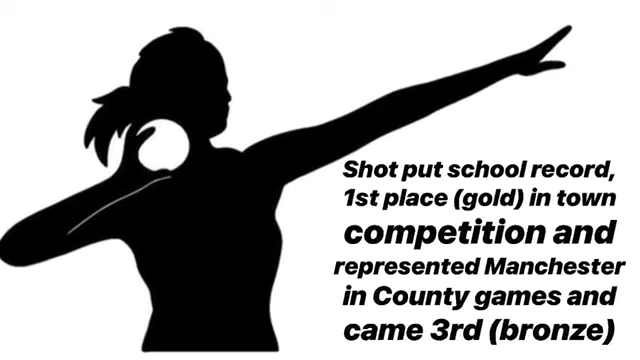 Shot put school record,
1st place (gold) in town
competition and
represented Manchester
in County games and
came 3rd (bronze)